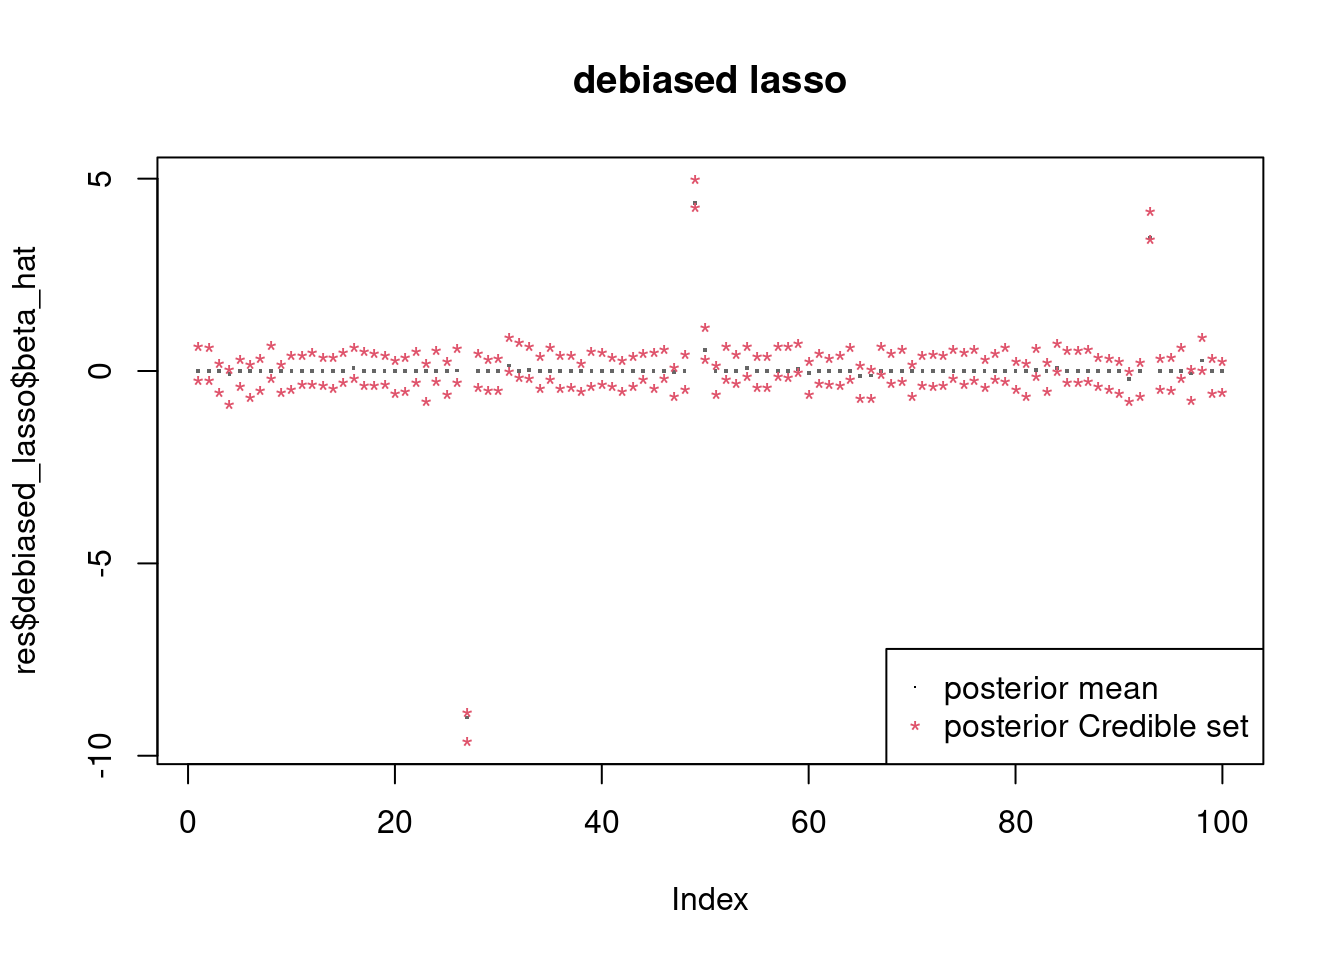 debiased lasso
res$debiased_lasso$beta_hat
5
0
-5
-10
posterior mean
posterior Credible set
0 20 40 60 80 100
Index